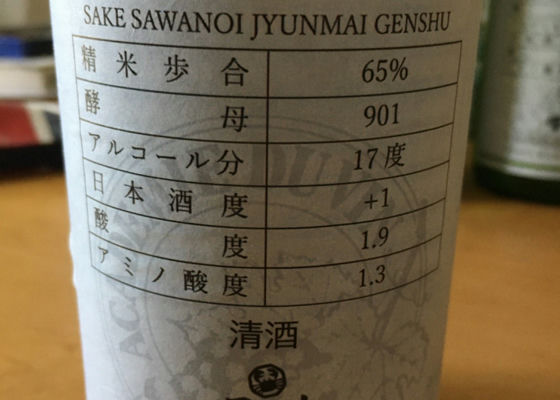 SAKE SAWANOI JYUNMAI GENSHU
精米歩合 65%
酵母 901
アルコール分 17度
日本酒度 +1
酸度 1.9
アミノ酸度 1.3
清酒